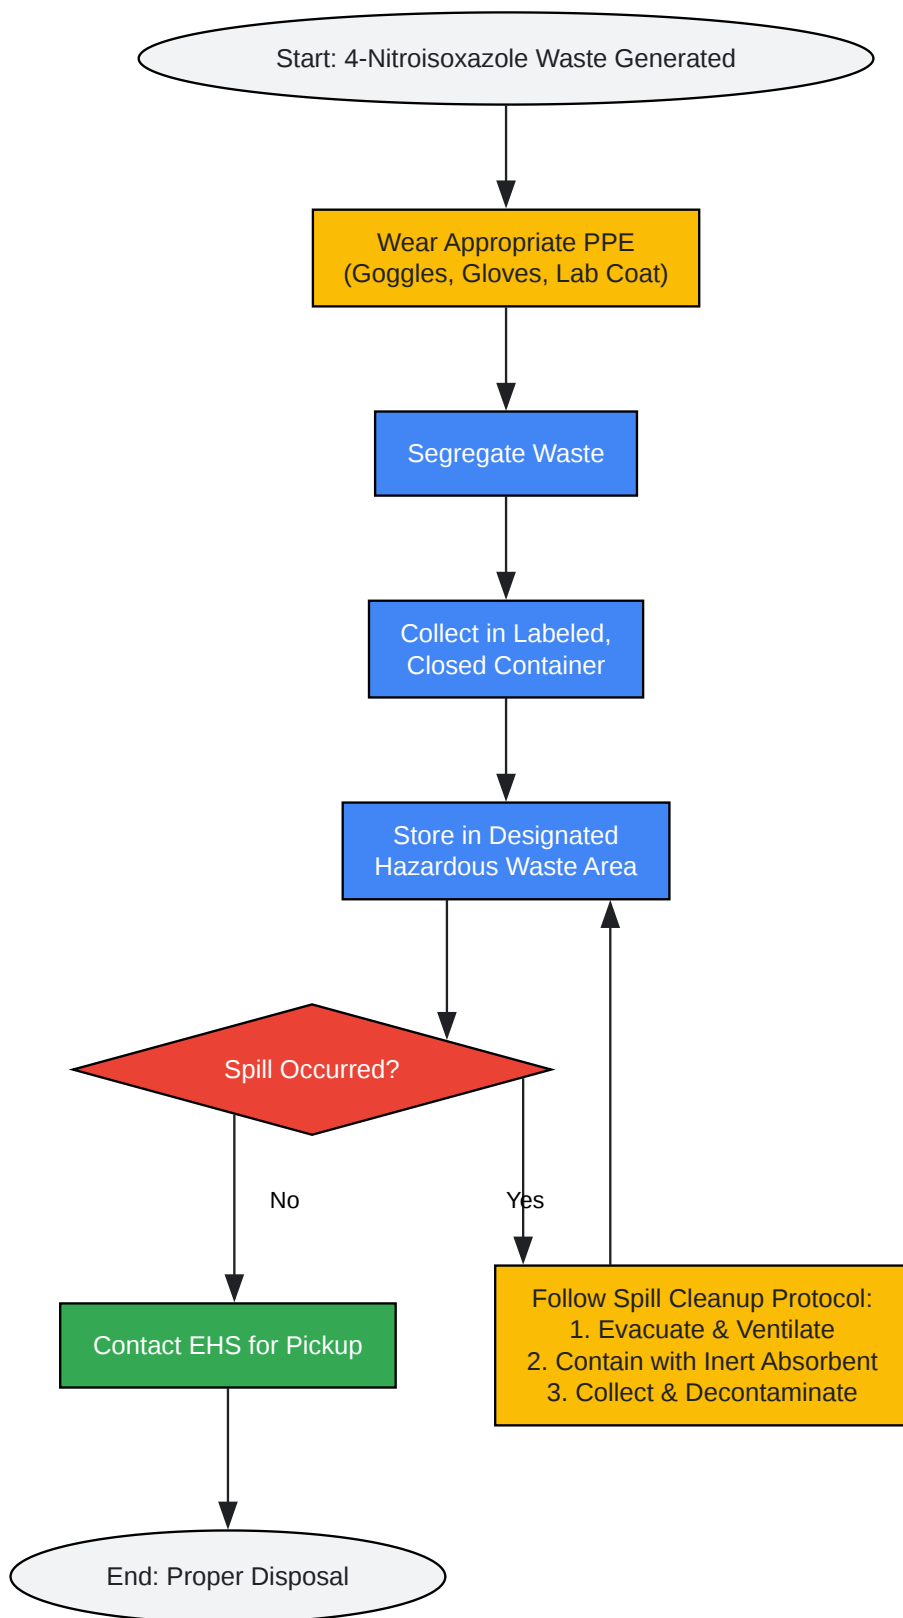 Start: 4-Nitroisoxazole Waste Generated
Wear Appropriate PPE
(Goggles, Gloves, Lab Coat)
Segregate Waste
Collect in Labeled,
Closed Container
Store in Designated
Hazardous Waste Area
Spill Occurred?
No
Yes
Follow Spill Cleanup Protocol:
1. Evacuate & Ventilate
2. Contain with Inert Absorbent
3. Collect & Decontaminate
Contact EHS for Pickup
End: Proper Disposal